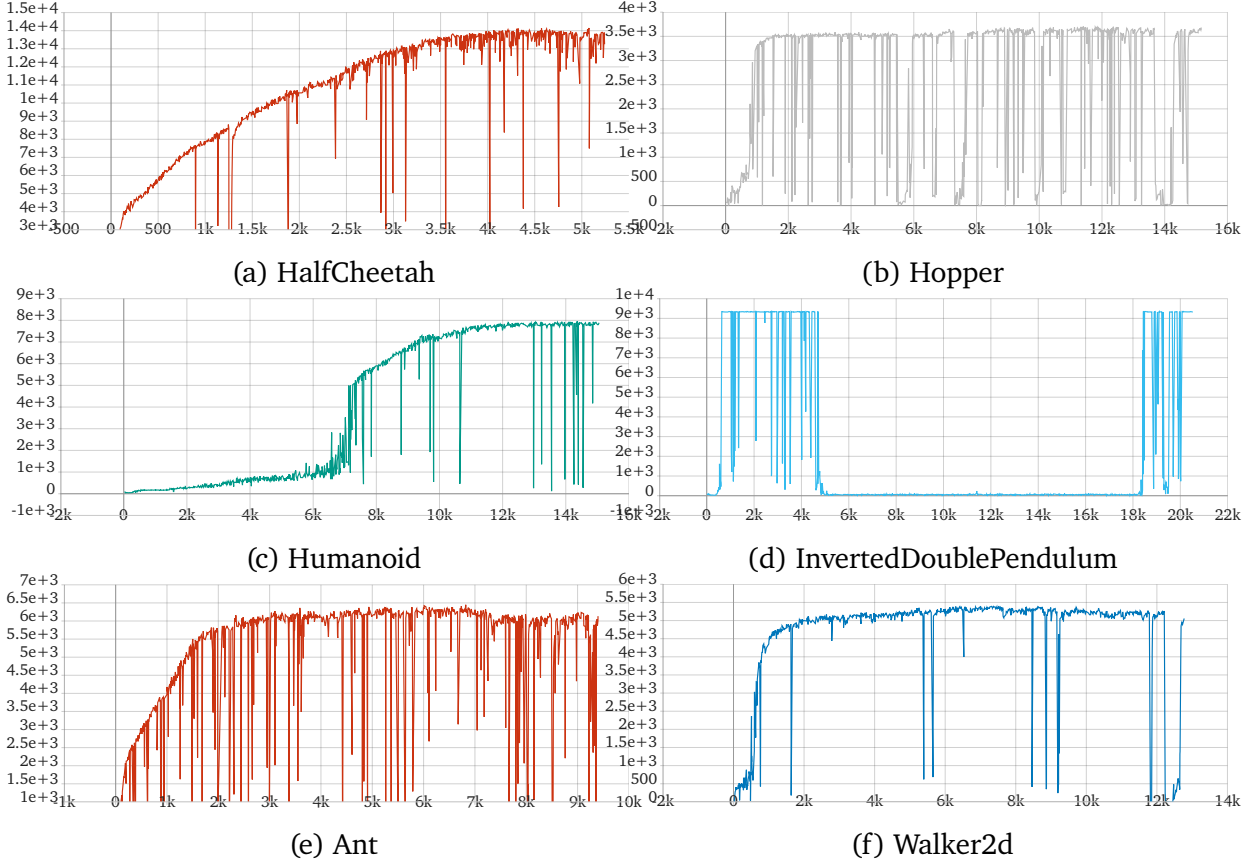 1.5e+4
1.4e+4
1.3e+4
1.2e+4
1.1e+4
1e+4
9e+3
8e+3
7e+3
6e+3
5e+3
4e+3
3e+3
-500 0 500 1k 1.5k 2k 2.5k 3k 3.5k 4k 4.5k 5k 5.5k
(a) HalfCheetah
4e+3
3.5e+3
3e+3
2.5e+3
2e+3
1.5e+3
1e+3
500
0
-500
-2k 0 2k 4k 6k 8k 10k 12k 14k 16k
(b) Hopper
9e+3
8e+3
7e+3
6e+3
5e+3
4e+3
3e+3
2e+3
1e+3
0
-1e+3
-2k 0 2k 4k 6k 8k 10k 12k 14k 16k
(c) Humanoid
1e+4
9e+3
8e+3
7e+3
6e+3
5e+3
4e+3
3e+3
2e+3
1e+3
0
-1e+3
-2k 0 2k 4k 6k 8k 10k 12k 14k 16k 18k 20k 22k
(d) InvertedDoublePendulum
7e+3
6.5e+3
6e+3
5.5e+3
5e+3
4.5e+3
4e+3
3.5e+3
3e+3
2.5e+3
2e+3
1.5e+3
1e+3
-1k 0 1k 2k 3k 4k 5k 6k 7k 8k 9k 10k
(e) Ant
6e+3
5.5e+3
5e+3
4.5e+3
4e+3
3.5e+3
3e+3
2.5e+3
2e+3
1.5e+3
1e+3
500
0
-2k 0 2k 4k 6k 8k 10k 12k 14k
(f) Walker2d